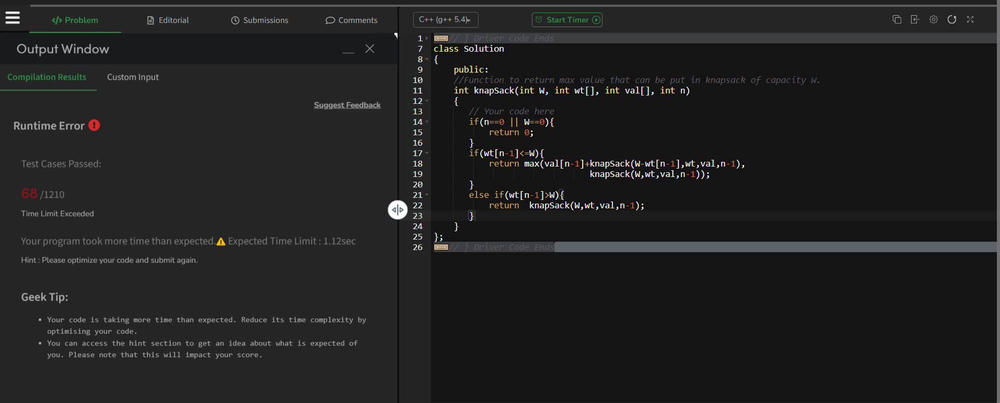 </> Problem
Editorial
Submissions
Comments
Output Window
Compilation Results
Custom Input
Suggest Feedback
Runtime Error
Test Cases Passed:
68 /1210
Time Limit Exceeded
Your program took more time than expected. Expected Time Limit : 1.12sec
Hint : Please optimize your code and submit again.
Geek Tip:
• Your code is taking more time than expected. Reduce its time complexity by
optimising your code.
• You can access the hint section to get an idea about what is expected of
you. Please note that this will impact your score.
C++ (g++ 5.4)
Start Timer
1 // } Driver Code Ends
7 class Solution
8 {
9     public:
10     //Function to return max value that can be put in knapsack of capacity W.
11     int knapSack(int W, int wt[], int val[], int n)
12     {
13        // Your code here
14        if(n==0 || W==0){
15            return 0;
16        }
17        if(wt[n-1]<=W){
18            return max(val[n-1]+knapSack(W-wt[n-1],wt,val,n-1),
19                                knapSack(W,wt,val,n-1));
20        }
21        else if(wt[n-1]>W){
22            return  knapSack(W,wt,val,n-1);
23        }
24     }
25 };
26 // } Driver Code Ends